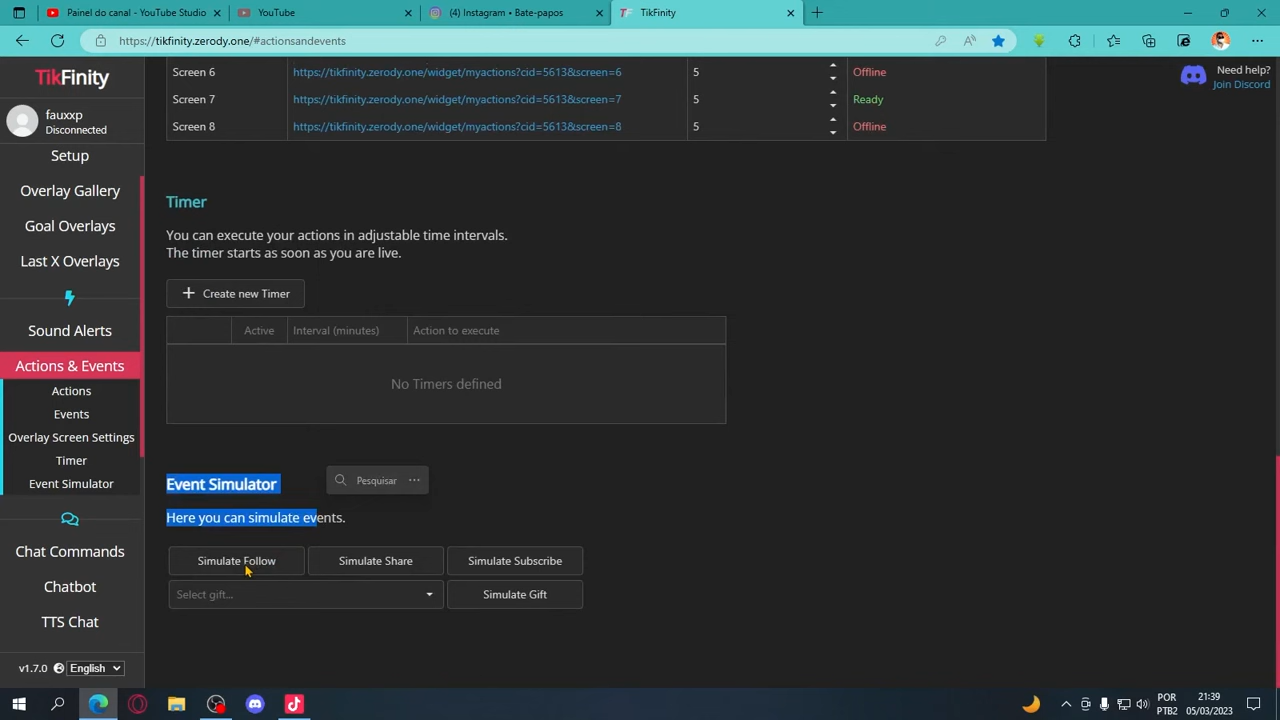 Painel do canal - YouTube Studio
YouTube
(4) Instagram • Bate-papos
TikFinity
https://tikfinity.zerody.one/#actionsandevents
TikFinity
fauxxp
Disconnected
Setup
Overlay Gallery
Goal Overlays
Last X Overlays
Sound Alerts
Actions & Events
Actions
Events
Overlay Screen Settings
Timer
Event Simulator
Chat Commands
Chatbot
TTS Chat
v1.7.0 English
Screen 6 https://tikfinity.zerody.one/widget/myactions?cid=5613&screen=6 5 Offline
Screen 7 https://tikfinity.zerody.one/widget/myactions?cid=5613&screen=7 5 Ready
Screen 8 https://tikfinity.zerody.one/widget/myactions?cid=5613&screen=8 5 Offline
Need help?
Join Discord
Timer
You can execute your actions in adjustable time intervals.
The timer starts as soon as you are live.
+ Create new Timer
Active Interval (minutes) Action to execute
No Timers defined
Event Simulator
Pesquisar ...
Here you can simulate events.
Simulate Follow Simulate Share Simulate Subscribe
Select gift... Simulate Gift
POR
PTB2
21:39
05/03/2023